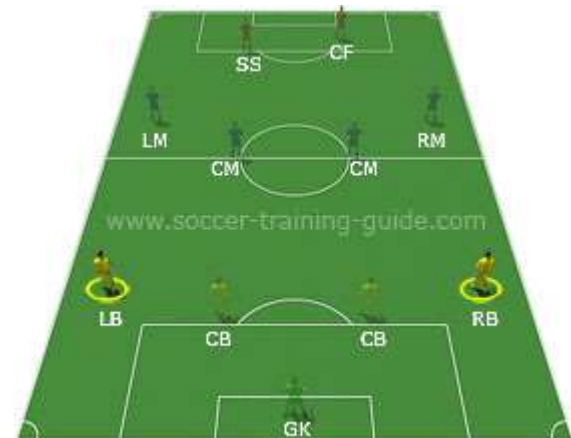 SS CF
LM RM
CM CM
www.soccer-training-guide.com
LB RB
CB CB
GK